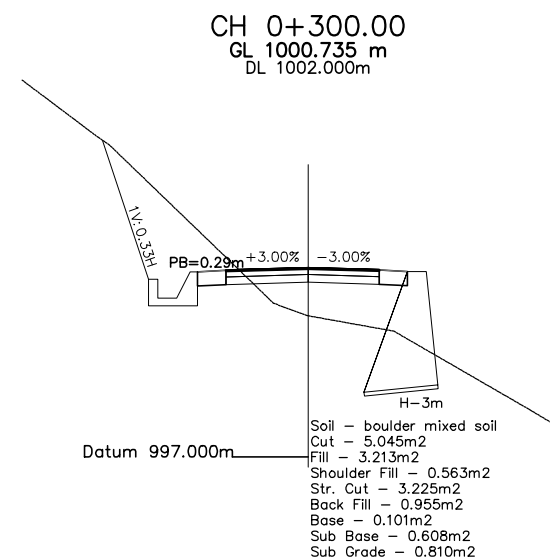 CH 0+300.00
GL 1000.735 m
DL 1002.000m
1V:0.33H
PB=0.29m
+3.00%
-3.00%
H-3m
Datum 997.000m
Soil - boulder mixed soil
Cut - 5.045m2
Fill - 3.213m2
Shoulder Fill - 0.563m2
Str. Cut - 3.225m2
Back Fill - 0.955m2
Base - 0.101m2
Sub Base - 0.608m2
Sub Grade - 0.810m2